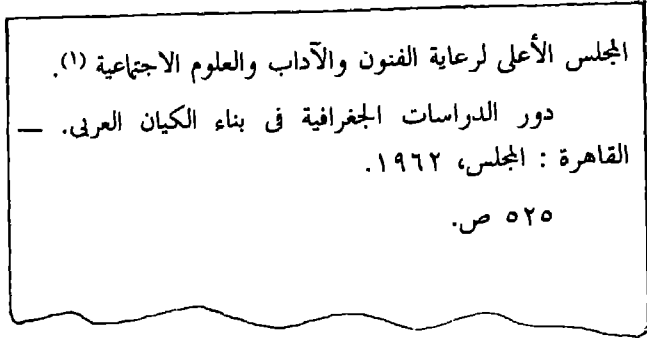 المجلس الأعلى لرعاية الفنون والآداب والعلوم الاجتماعية (١).
دور الدراسات الجغرافية فى بناء الكيان العربى. —
القاهرة : المجلس، ١٩٦٢.
٥٢٥ ص.